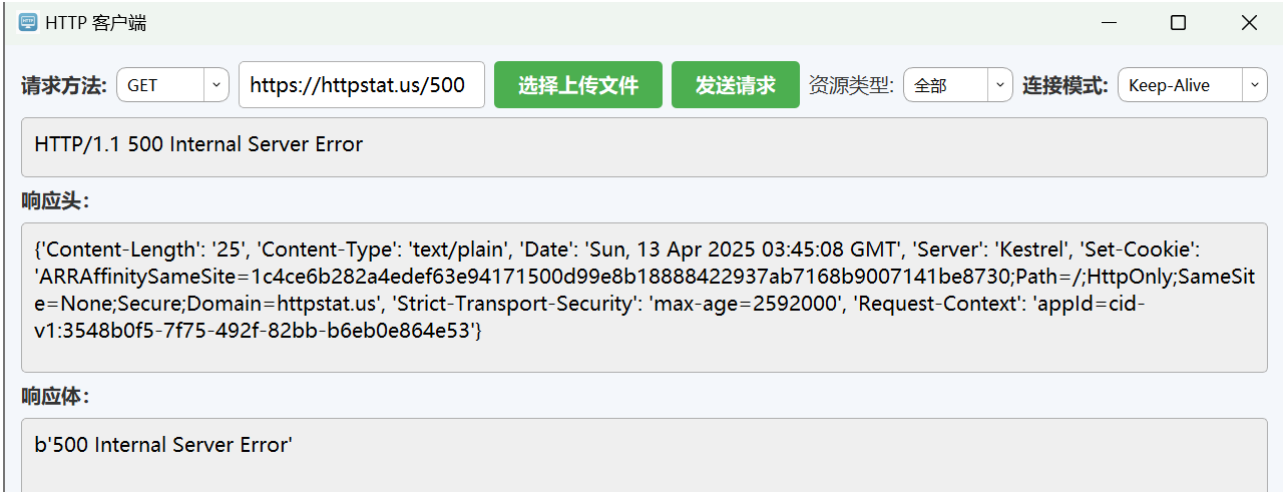 HTTP 客户端
请求方法: GET https://httpstat.us/500 选择上传文件 发送请求 资源类型: 全部 连接模式: Keep-Alive
HTTP/1.1 500 Internal Server Error
响应头:
{'Content-Length': '25', 'Content-Type': 'text/plain', 'Date': 'Sun, 13 Apr 2025 03:45:08 GMT', 'Server': 'Kestrel', 'Set-Cookie':
'ARRAffinitySameSite=1c4ce6b282a4edef63e94171500d99e8b18888422937ab7168b9007141be8730;Path=/;HttpOnly;SameSit
e=None;Secure;Domain=httpstat.us', 'Strict-Transport-Security': 'max-age=2592000', 'Request-Context': 'appId=cid-
v1:3548b0f5-7f75-492f-82bb-b6eb0e864e53'}
响应体:
b'500 Internal Server Error'